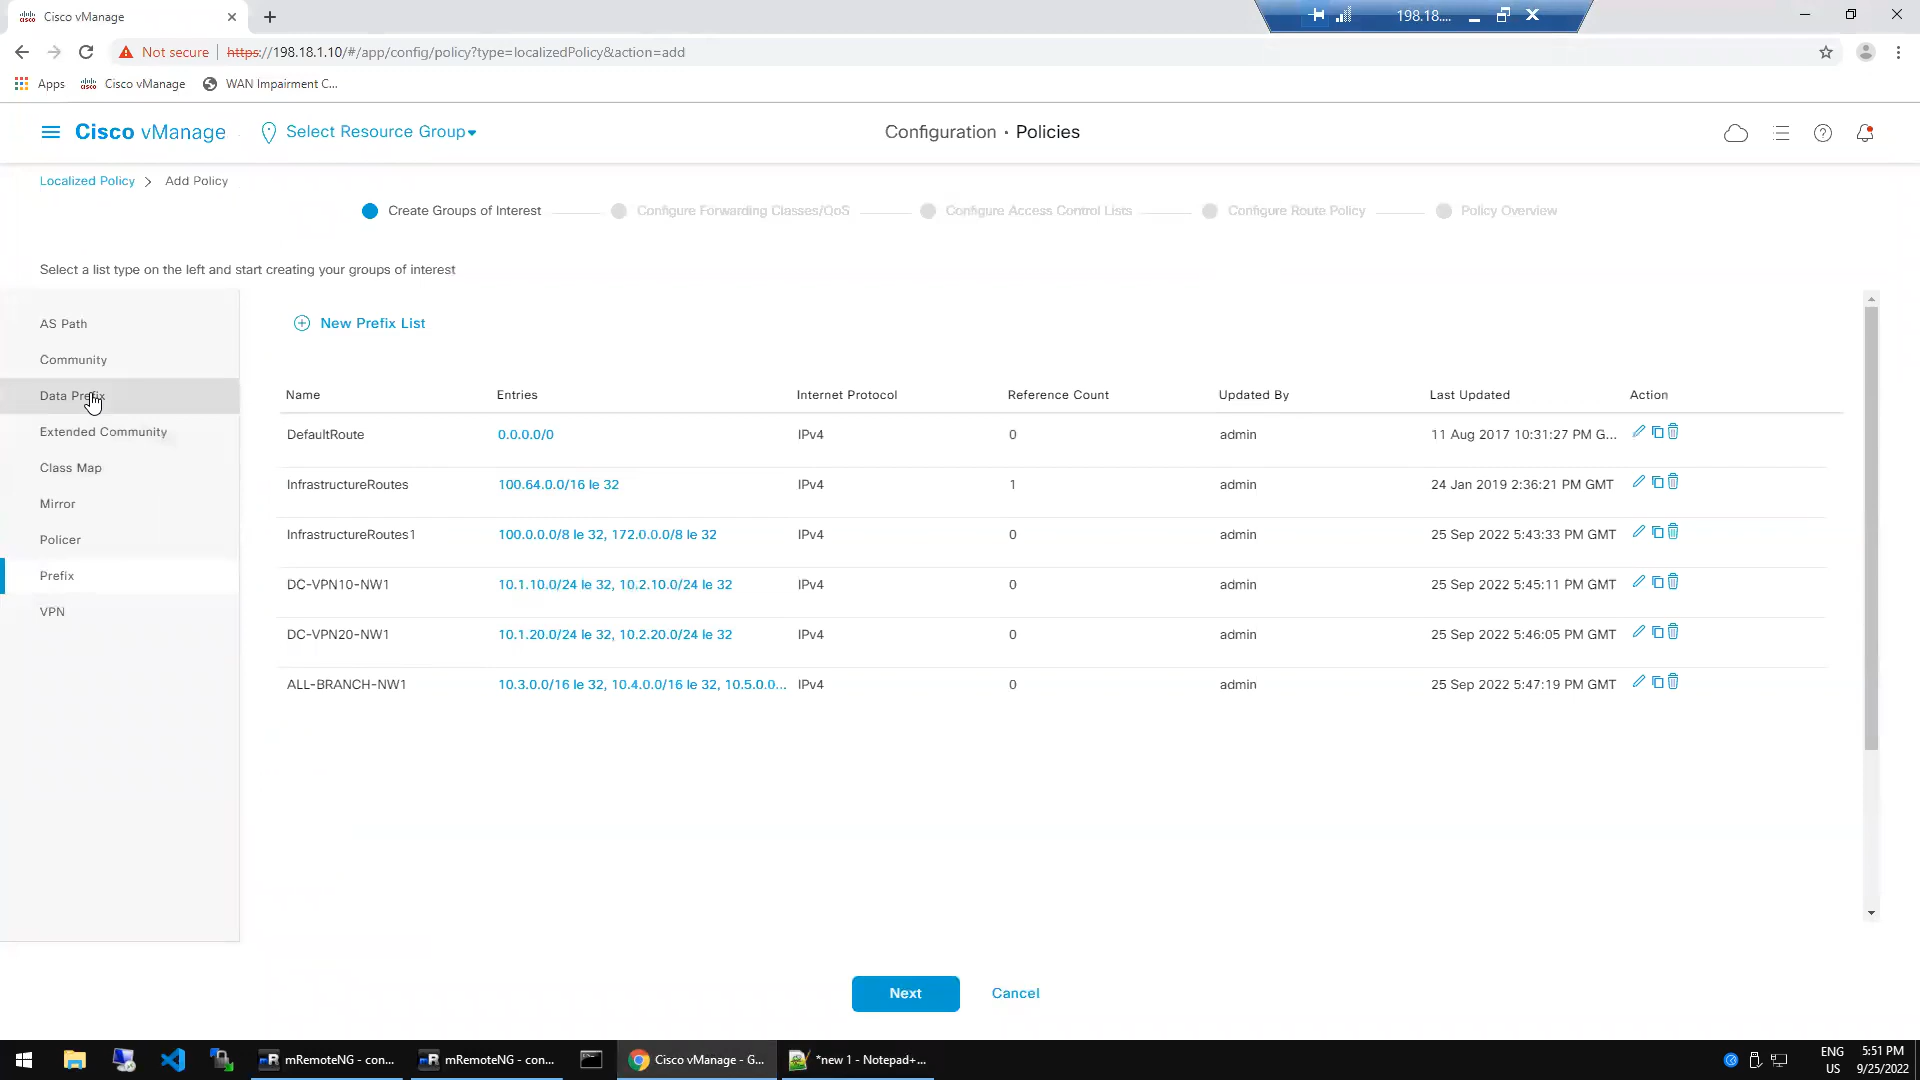 Cisco vManage
198.18....
Not secure
https://198.18.1.10/#/app/config/policy?type=localizedPolicy&action=add
Apps
Cisco vManage
WAN Impairment C...
Cisco vManage
Select Resource Group
Configuration · Policies
Localized Policy > Add Policy
Create Groups of Interest
Configure Forwarding Classes/QoS
Configure Access Control Lists
Configure Route Policy
Policy Overview
Select a list type on the left and start creating your groups of interest
AS Path
Community
Data Prefix
Extended Community
Class Map
Mirror
Policer
Prefix
VPN
New Prefix List
Name Entries Internet Protocol Reference Count Updated By Last Updated Action
DefaultRoute 0.0.0.0/0 IPv4 0 admin 11 Aug 2017 10:31:27 PM G...
InfrastructureRoutes 100.64.0.0/16 le 32 IPv4 1 admin 24 Jan 2019 2:36:21 PM GMT
InfrastructureRoutes1 100.0.0.0/8 le 32, 172.0.0.0/8 le 32 IPv4 0 admin 25 Sep 2022 5:43:33 PM GMT
DC-VPN10-NW1 10.1.10.0/24 le 32, 10.2.10.0/24 le 32 IPv4 0 admin 25 Sep 2022 5:45:11 PM GMT
DC-VPN20-NW1 10.1.20.0/24 le 32, 10.2.20.0/24 le 32 IPv4 0 admin 25 Sep 2022 5:46:05 PM GMT
ALL-BRANCH-NW1 10.3.0.0/16 le 32, 10.4.0.0/16 le 32, 10.5.0.0... IPv4 0 admin 25 Sep 2022 5:47:19 PM GMT
Next
Cancel
mRemoteNG - con...
mRemoteNG - con...
Cisco vManage - G...
*new 1 - Notepad+...
ENG
US
5:51 PM
9/25/2022